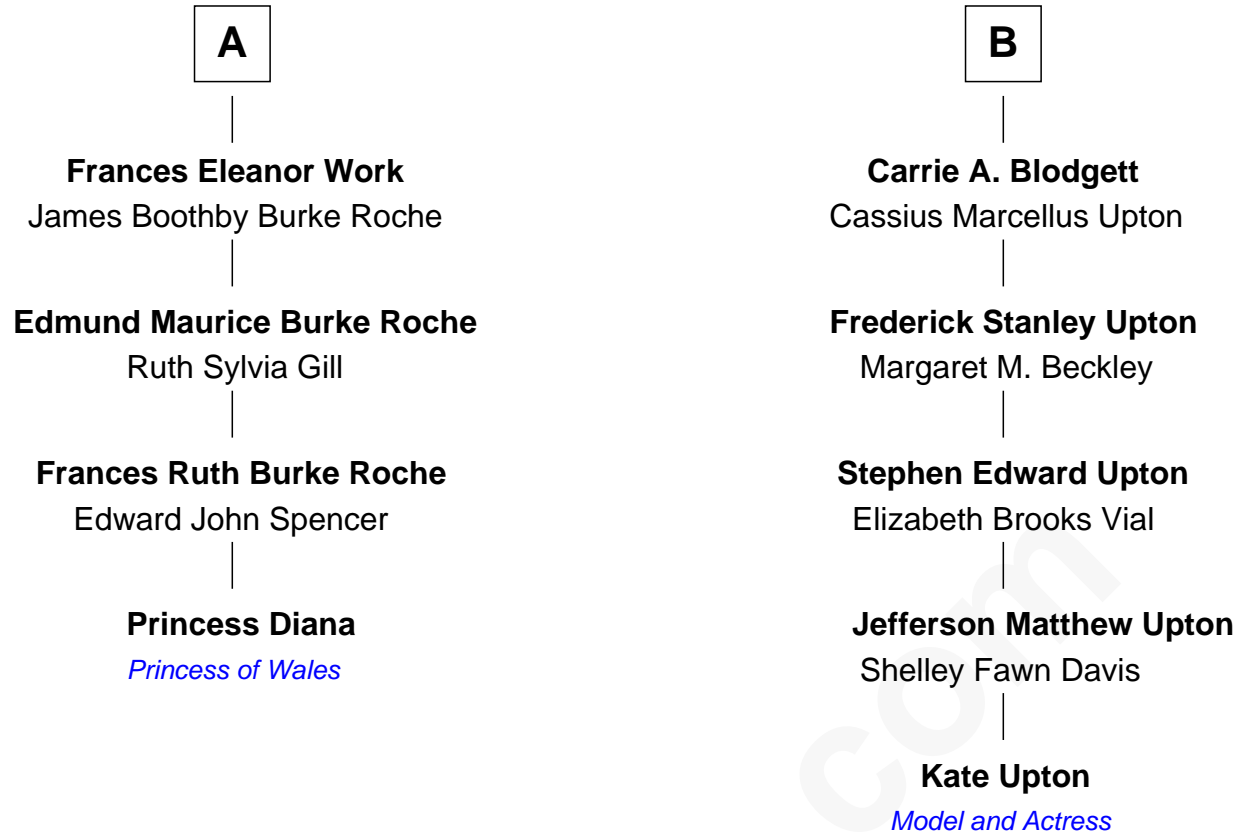 A
Frances Eleanor Work
James Boothby Burke Roche
Edmund Maurice Burke Roche
Ruth Sylvia Gill
Frances Ruth Burke Roche
Edward John Spencer
Princess Diana
Princess of Wales
B
Carrie A. Blodgett
Cassius Marcellus Upton
Frederick Stanley Upton
Margaret M. Beckley
Stephen Edward Upton
Elizabeth Brooks Vial
Jefferson Matthew Upton
Shelley Fawn Davis
Kate Upton
Model and Actress
com